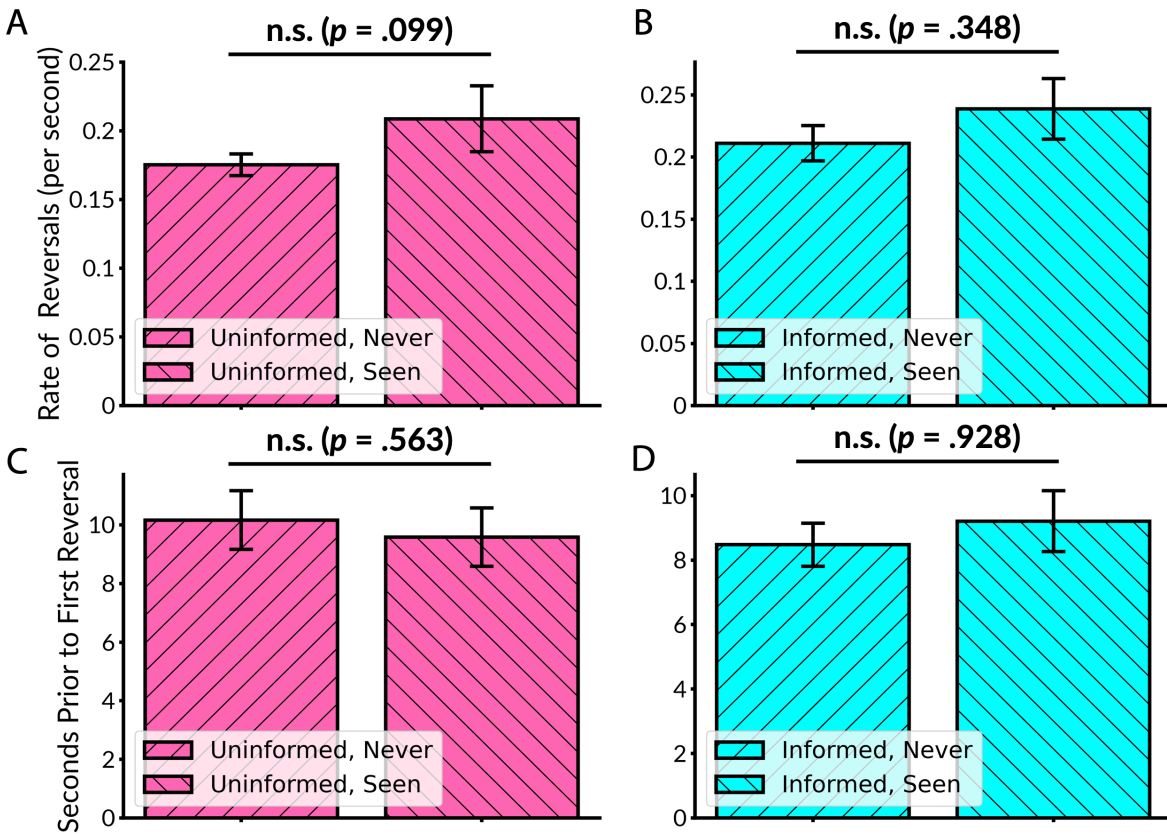 A
n.s. (p = .099)
Rate of Reversals (per second)
0.25
0.2
0.15
0.1
0.05
0
Uninformed, Never
Uninformed, Seen
B
n.s. (p = .348)
0.25
0.2
0.15
0.1
0.05
0
Informed, Never
Informed, Seen
C
n.s. (p = .563)
Seconds Prior to First Reversal
10
8
6
4
2
0
Uninformed, Never
Uninformed, Seen
D
n.s. (p = .928)
10
8
6
4
2
0
Informed, Never
Informed, Seen